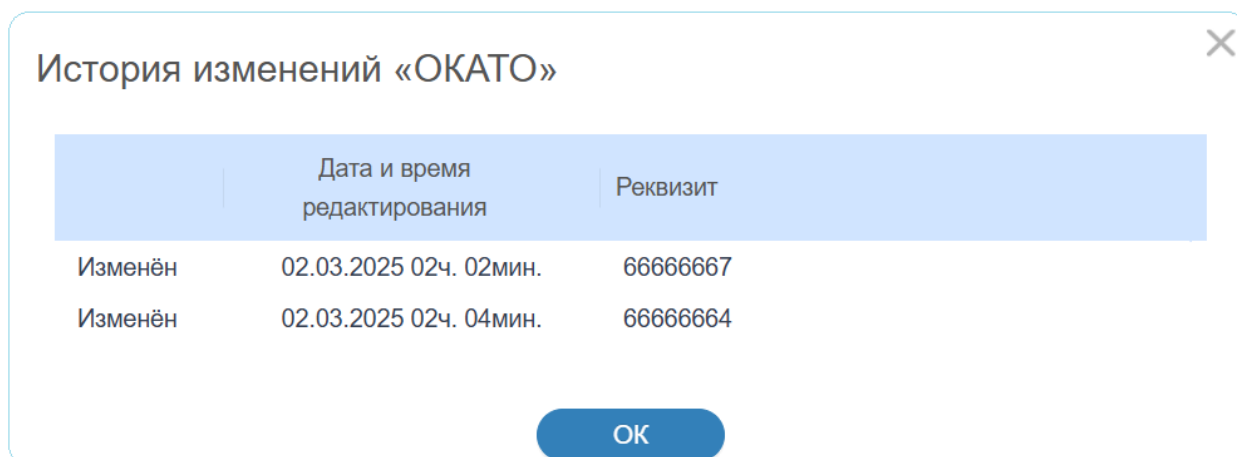 История изменений «ОКАТО»
Дата и время
редактирования
Реквизит
Изменён 02.03.2025 02ч. 02мин. 66666667
Изменён 02.03.2025 02ч. 04мин. 66666664
ОК